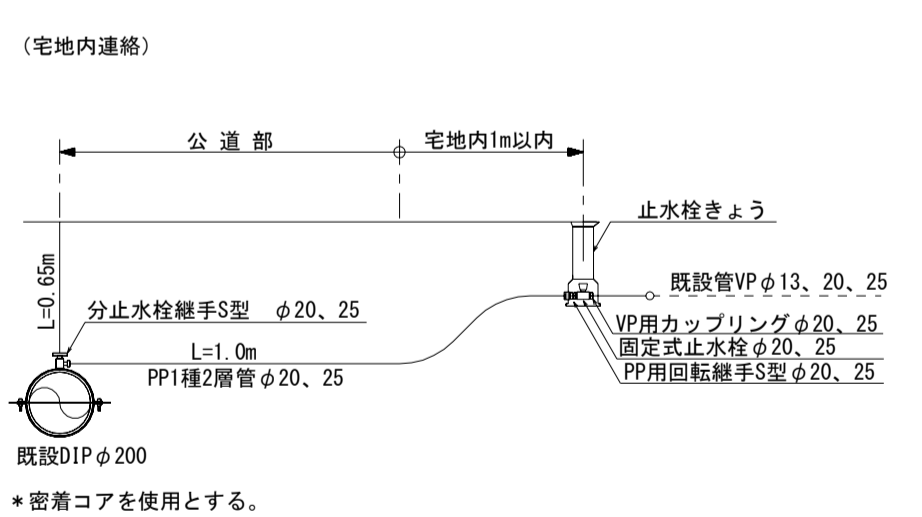 （宅地内連絡）
公道部
宅地内1m以内
止水栓きょう
L=0.65m
既設管VPφ13、20、25
分止水栓継手S型　φ20、25
VP用カップリングφ20、25
L=1.0m
固定式止水栓φ20、25
PP1種2層管φ20、25
PP用回転継手S型φ20、25
既設DIPφ200
＊密着コアを使用とする。